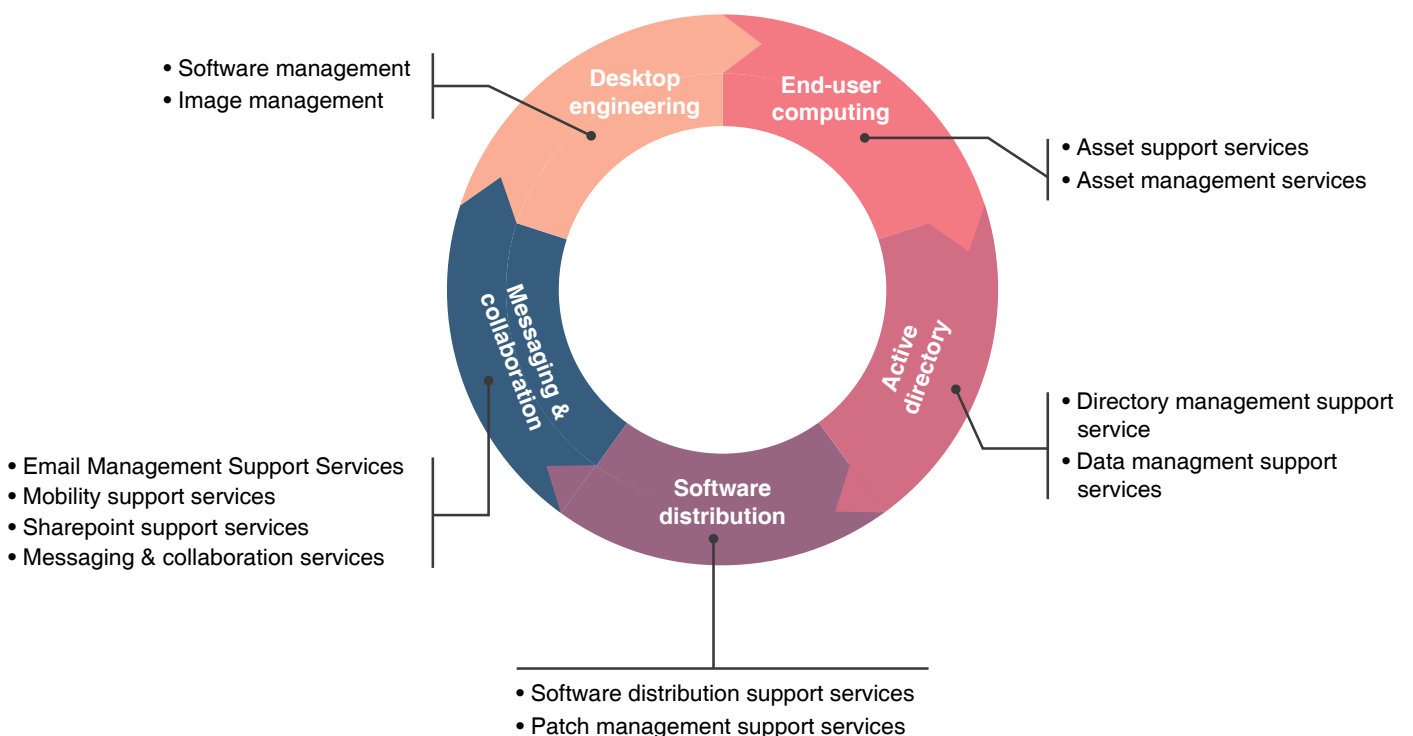 • Software management
• Image management
Desktop
engineering
End-user
computing
• Asset support services
• Asset management services
Active
directory
• Directory management support
service
• Data managment support
services
Software
distribution
• Software distribution support services
• Patch management support services
Messaging &
collaboration
• Email Management Support Services
• Mobility support services
• Sharepoint support services
• Messaging & collaboration services